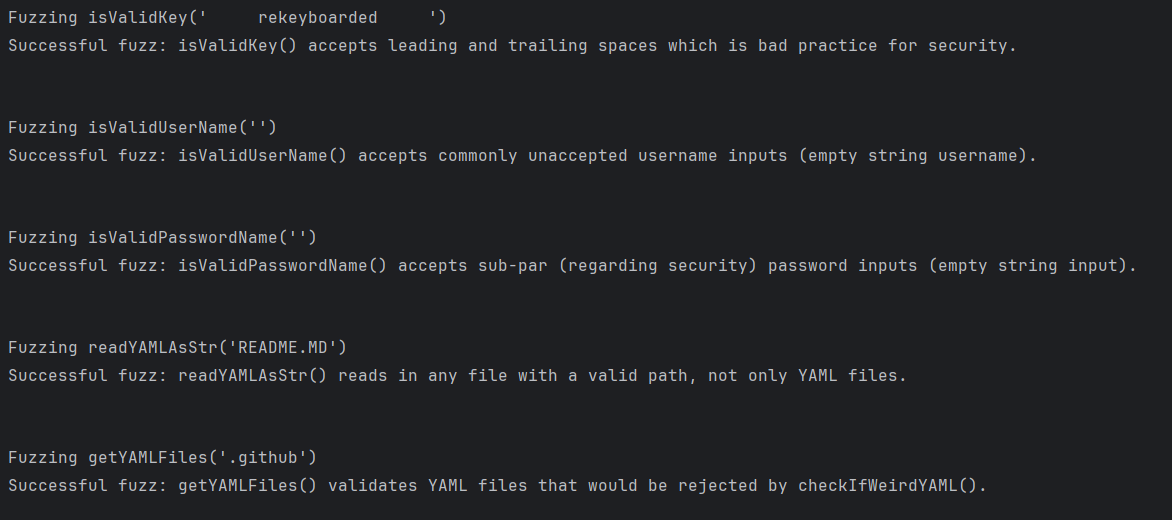 Fuzzing isValidKey('     rekeyboarded     ')
Successful fuzz: isValidKey() accepts leading and trailing spaces which is bad practice for security.
Fuzzing isValidUserName('')
Successful fuzz: isValidUserName() accepts commonly unaccepted username inputs (empty string username).
Fuzzing isValidPasswordName('')
Successful fuzz: isValidPasswordName() accepts sub-par (regarding security) password inputs (empty string input).
Fuzzing readYAMLAsStr('README.MD')
Successful fuzz: readYAMLAsStr() reads in any file with a valid path, not only YAML files.
Fuzzing getYAMLFiles('.github')
Successful fuzz: getYAMLFiles() validates YAML files that would be rejected by checkIfWeirdYAML().